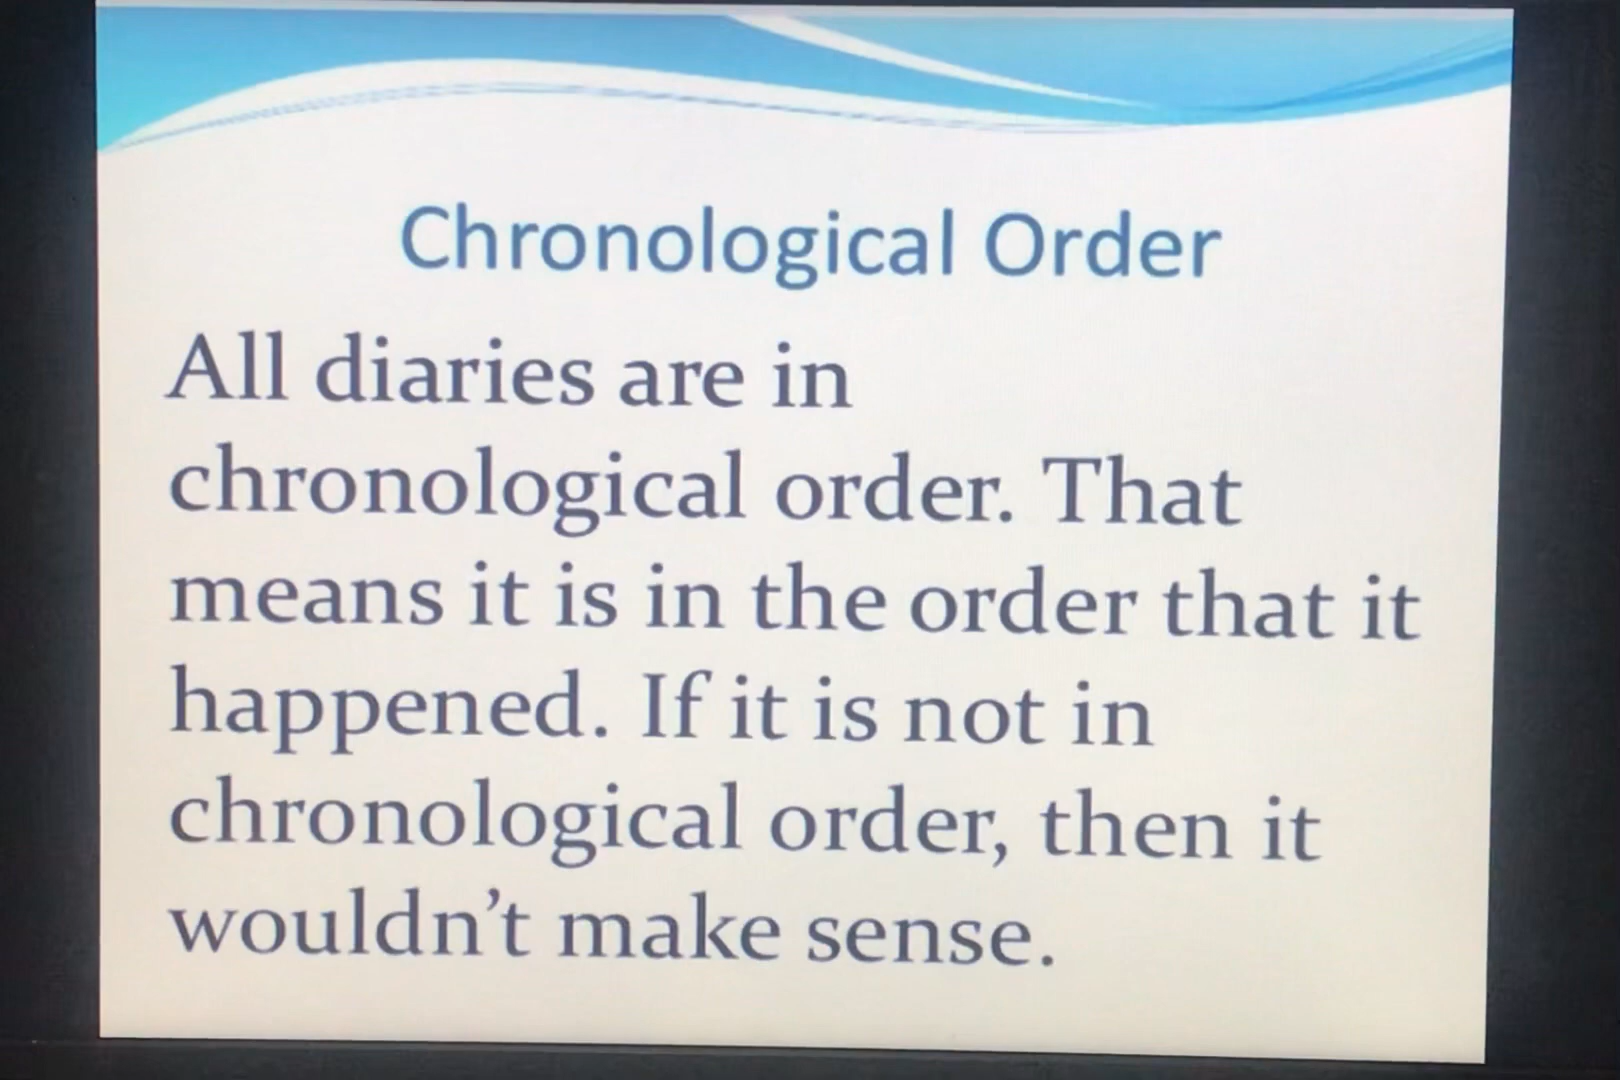 Chronological Order
All diaries are in
chronological order. That
means it is in the order that it
happened. If it is not in
chronological order, then it
wouldn’t make sense.